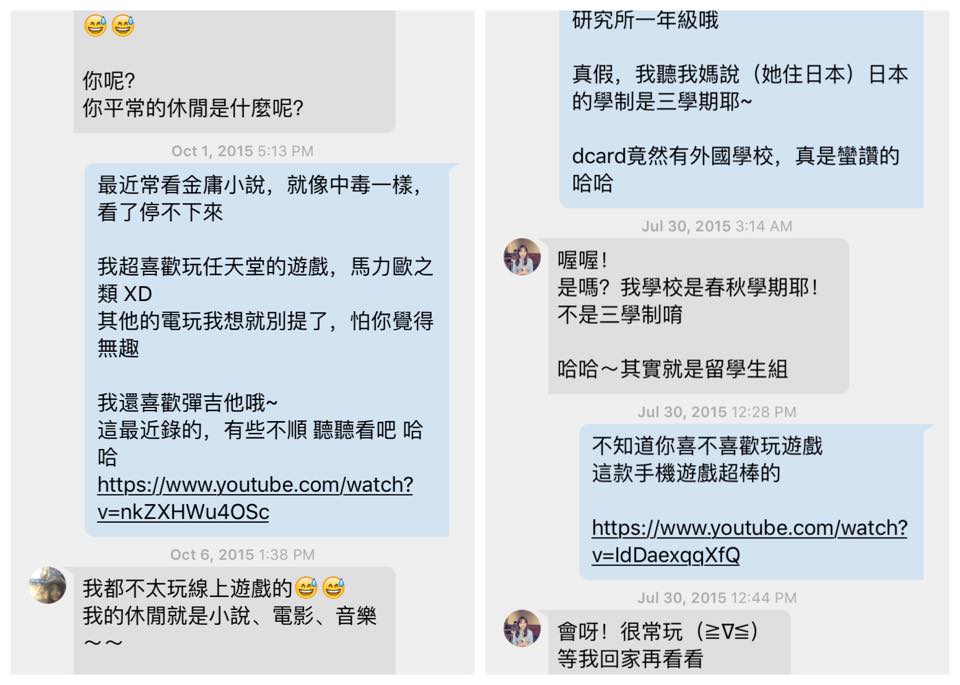 😅😅
你呢?
你平常的休閒是什麼呢?
Oct 1, 2015 5:13 PM
最近常看金庸小說，就像中毒一樣，
看了停不下來
我超喜歡玩任天堂的遊戲，馬力歐之
類 XD
其他的電玩我想就別提了，怕你覺得
無趣
我還喜歡彈吉他哦~
這最近錄的，有些不順 聽聽看吧 哈
哈
https://www.youtube.com/watch?
v=nkZXHWu4OSc
Oct 6, 2015 1:38 PM
我都不太玩線上遊戲的😅😅
我的休閒就是小說、電影、音樂
～～
研究所一年級哦
真假，我聽我媽說（她住日本）日本
的學制是三學期耶~
dcard竟然有外國學校，真是蠻讚的
哈哈
Jul 30, 2015 3:14 AM
喔喔！
是嗎？我學校是春秋學期耶！
不是三學制唷
哈哈～其實就是留學生組
Jul 30, 2015 12:28 PM
不知道你喜不喜歡玩遊戲
這款手機遊戲超棒的
https://www.youtube.com/watch?
v=IdDaexqqXfQ
Jul 30, 2015 12:44 PM
會呀！很常玩（≧∇≦）
等我回家再看看